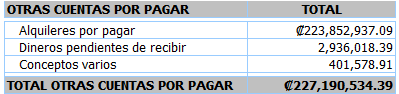 OTRAS CUENTAS POR PAGAR TOTAL
Alquileres por pagar ₡223,852,937.09
Dineros pendientes de recibir 2,936,018.39
Conceptos varios 401,578.91
TOTAL OTRAS CUENTAS POR PAGAR ₡227,190,534.39